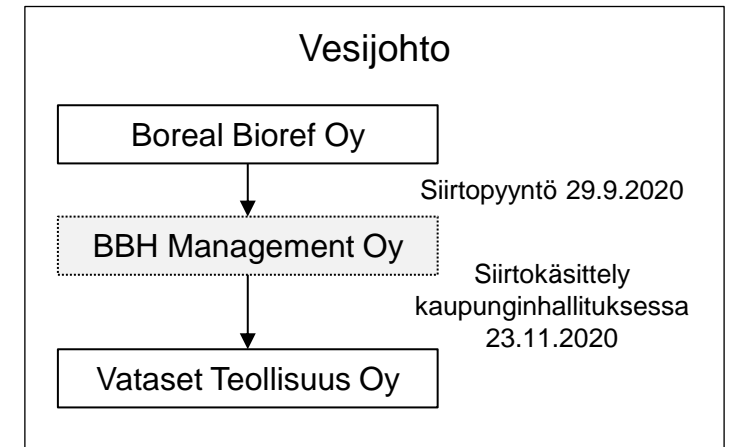 Vesijohto
Boreal Bioref Oy
Siirtopyyntö 29.9.2020
BBH Management Oy
Siirtokäsittely
kaupunginhallituksessa
23.11.2020
Vataset Teollisuus Oy